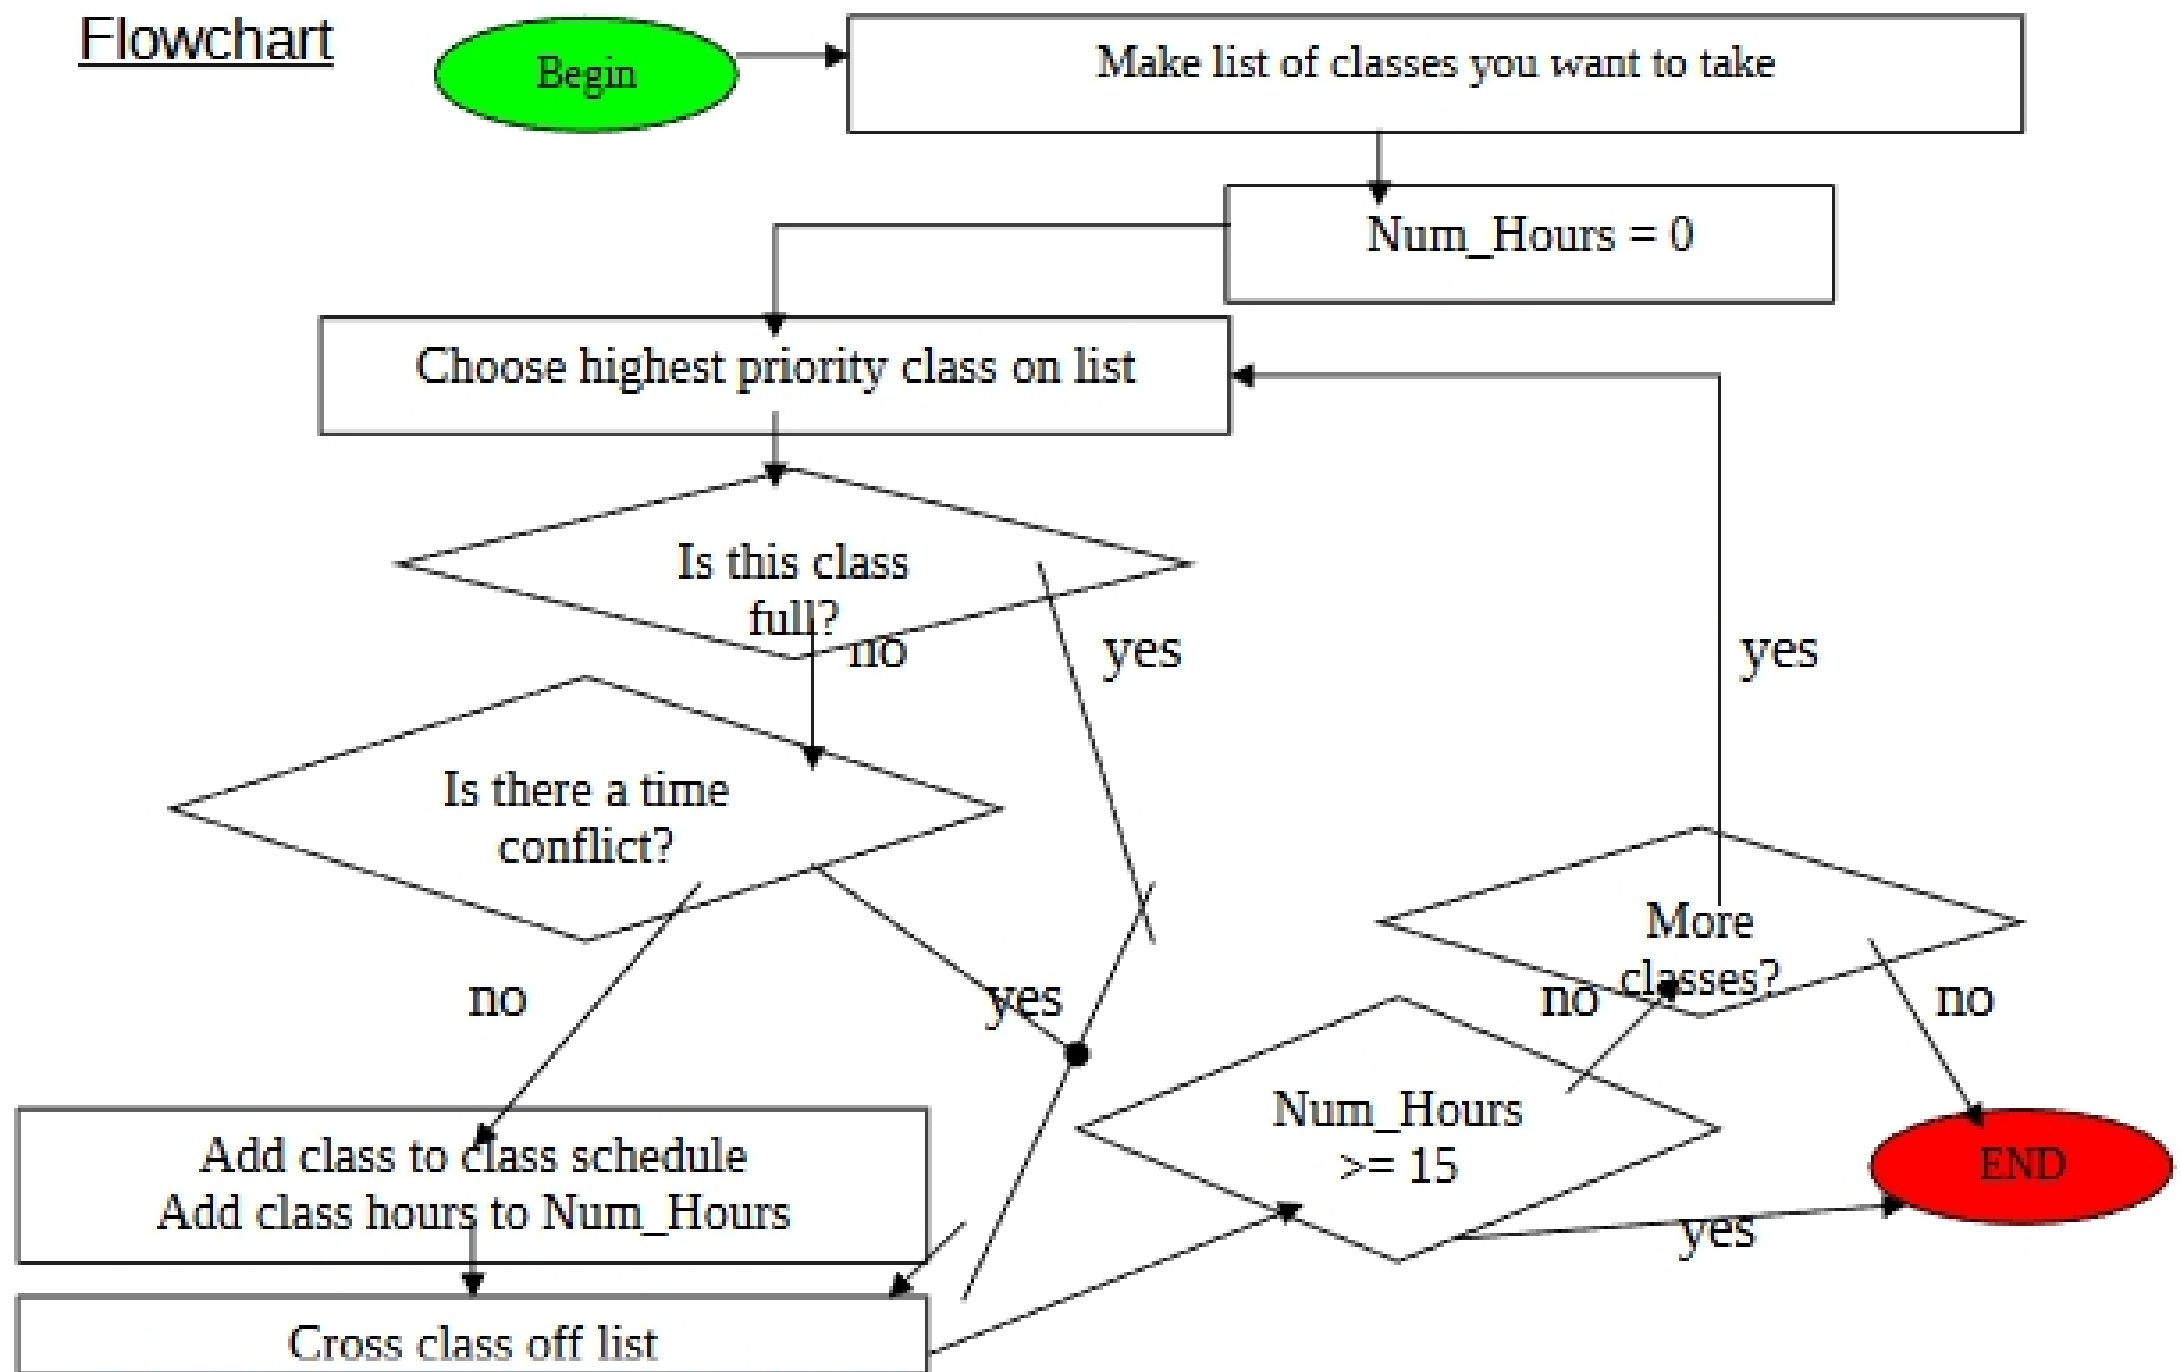 Flowchart
Begin
Make list of classes you want to take
Num_Hours = 0
Choose highest priority class on list
Is this class
full?
no
yes
yes
Is there a time
conflict?
More
classes?
no
yes
no
no
Num_Hours
>= 15
Add class to class schedule
Add class hours to Num_Hours
END
yes
Cross class off list